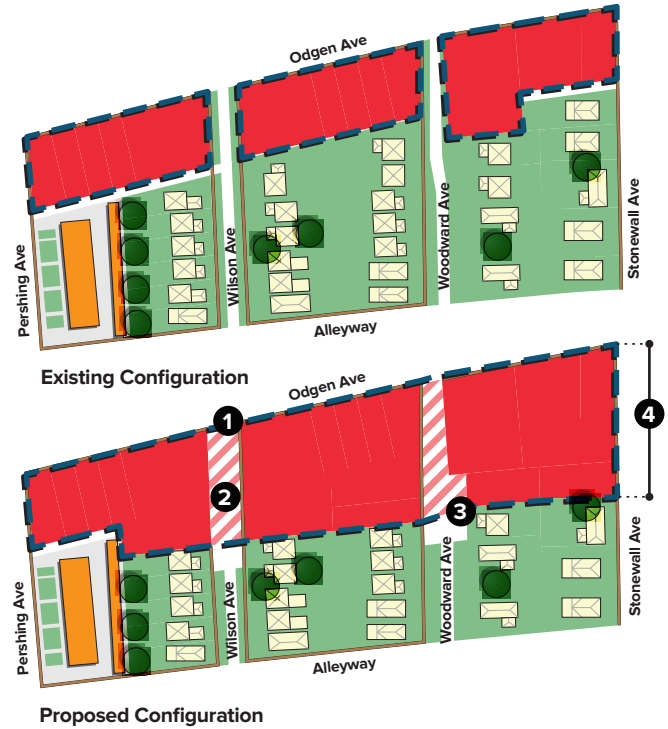 Odgen Ave
Pershing Ave
Wilson Ave
Woodward Ave
Stonewall Ave
Alleyway
Existing Configuration
Odgen Ave
1
4
2
3
Pershing Ave
Wilson Ave
Woodward Ave
Stonewall Ave
Alleyway
Proposed Configuration